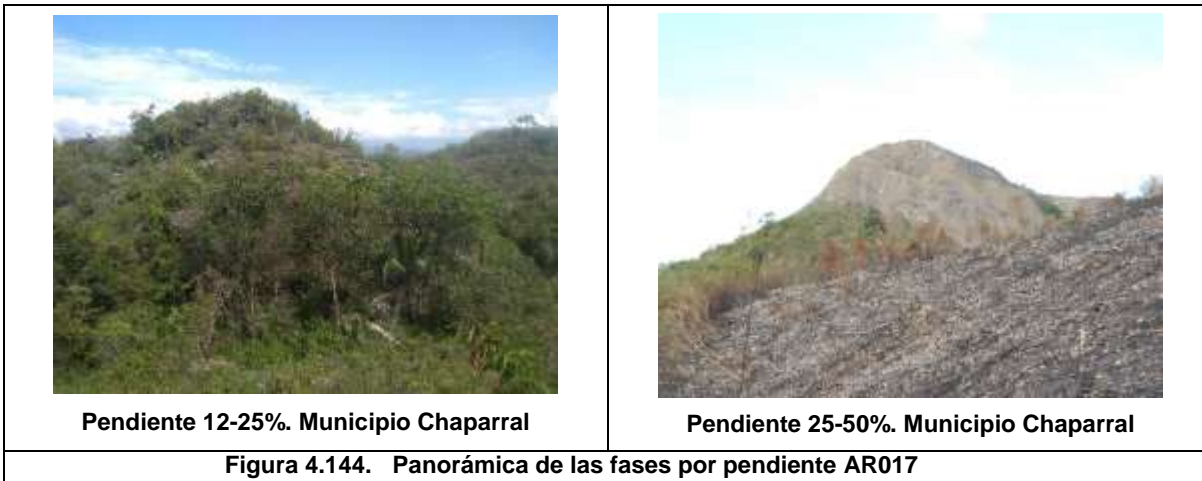 Pendiente 12-25%. Municipio Chaparral
Pendiente 25-50%. Municipio Chaparral
Figura 4.144. Panorámica de las fases por pendiente AR017